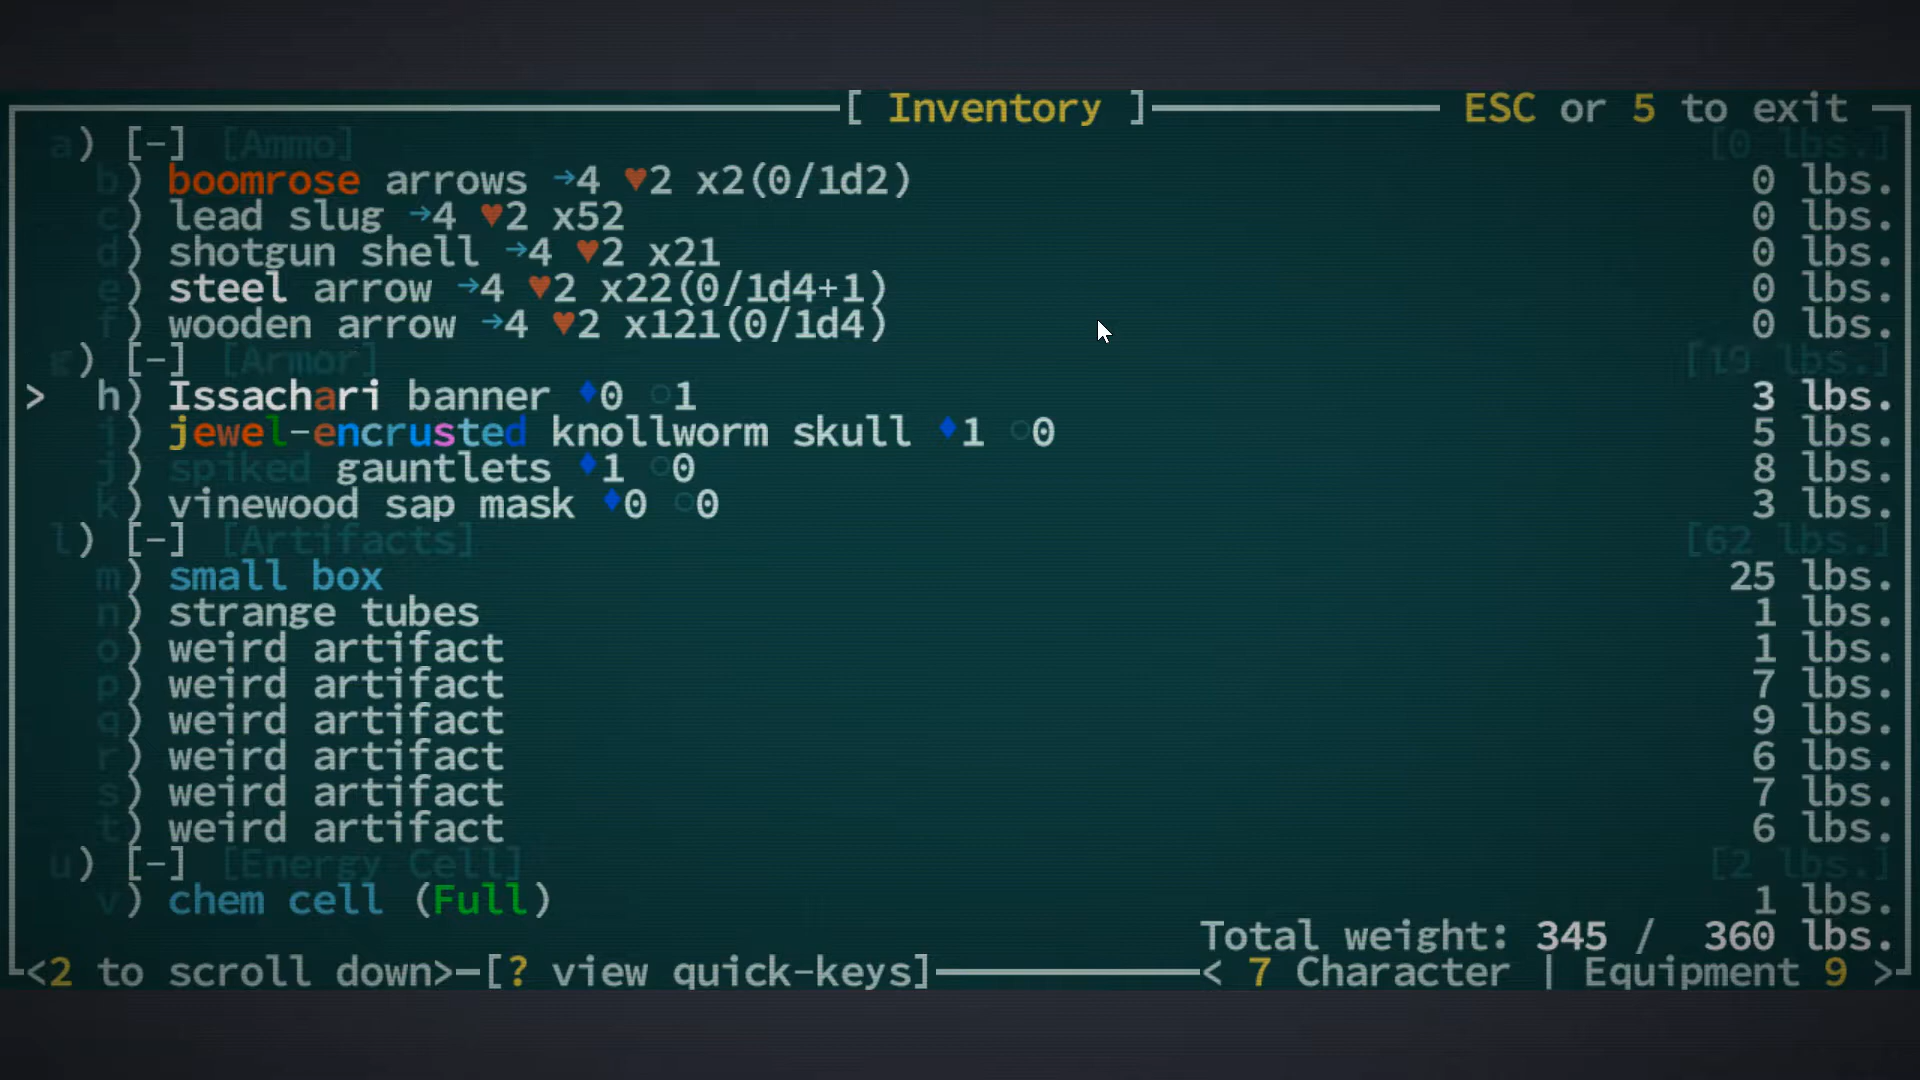 [ Inventory ] ESC or 5 to exit
a) [-] [Ammo] [0 lbs.]
b) boomrose arrows →4 ♥2 x2(0/1d2) 0 lbs.
c) lead slug →4 ♥2 x52 0 lbs.
d) shotgun shell →4 ♥2 x21 0 lbs.
e) steel arrow →4 ♥2 x22(0/1d4+1) 0 lbs.
f) wooden arrow →4 ♥2 x121(0/1d4) 0 lbs.
g) [-] [Armor] [19 lbs.]
> h) Issachari banner ♦0 ○1 3 lbs.
i) jewel-encrusted knollworm skull ♦1 ○0 5 lbs.
j) spiked gauntlets ♦1 ○0 8 lbs.
k) vinewood sap mask ♦0 ○0 3 lbs.
l) [-] [Artifacts] [62 lbs.]
m) small box 25 lbs.
n) strange tubes 1 lbs.
o) weird artifact 1 lbs.
p) weird artifact 7 lbs.
q) weird artifact 9 lbs.
r) weird artifact 6 lbs.
s) weird artifact 7 lbs.
t) weird artifact 6 lbs.
u) [-] [Energy Cell] [2 lbs.]
v) chem cell (Full) 1 lbs.
Total weight: 345 / 360 lbs.
<2 to scroll down> [? view quick-keys] < 7 Character | Equipment 9 >